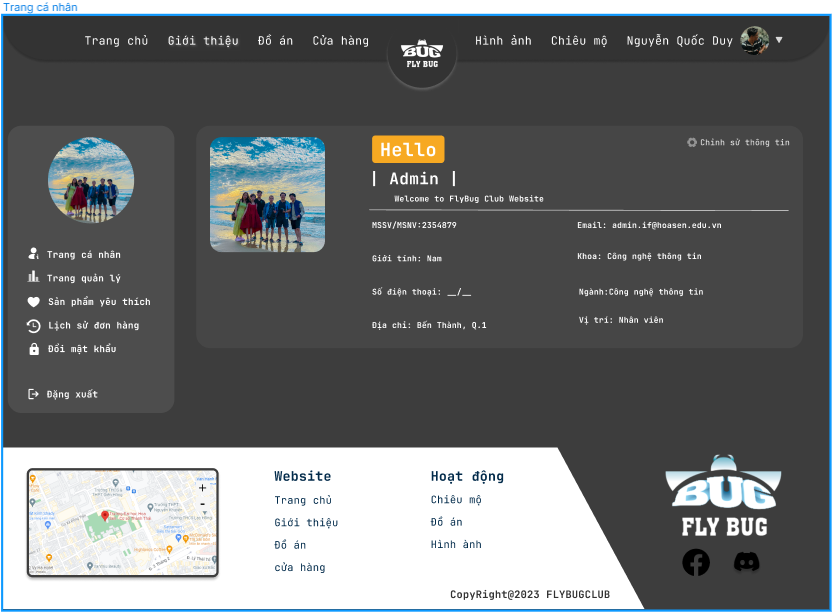 Trang cá nhân
Trang chủ Giới thiệu Đồ án Cửa hàng BUG FLY BUG Hình ảnh Chiêu mộ Nguyễn Quốc Duy
Hello
| Admin |
Welcome to FlyBug Club Website
Chỉnh sử thông tin
MSSV/MSNV:2354879
Email: admin.if@hoasen.edu.vn
Giới tính: Nam
Khoa: Công nghệ thông tin
Số điện thoại: __/__
Ngành:Công nghệ thông tin
Địa chỉ: Bến Thành, Q.1
Vị trí: Nhân viên
Trang cá nhân
Trang quản lý
Sản phẩm yêu thích
Lịch sử đơn hàng
Đổi mật khẩu
Đăng xuất
+
-
Website
Trang chủ
Giới thiệu
Đồ án
cửa hàng
Hoạt động
Chiêu mộ
Đồ án
Hình ảnh
BUG
FLY BUG
CopyRight@2023 FLYBUGCLUB